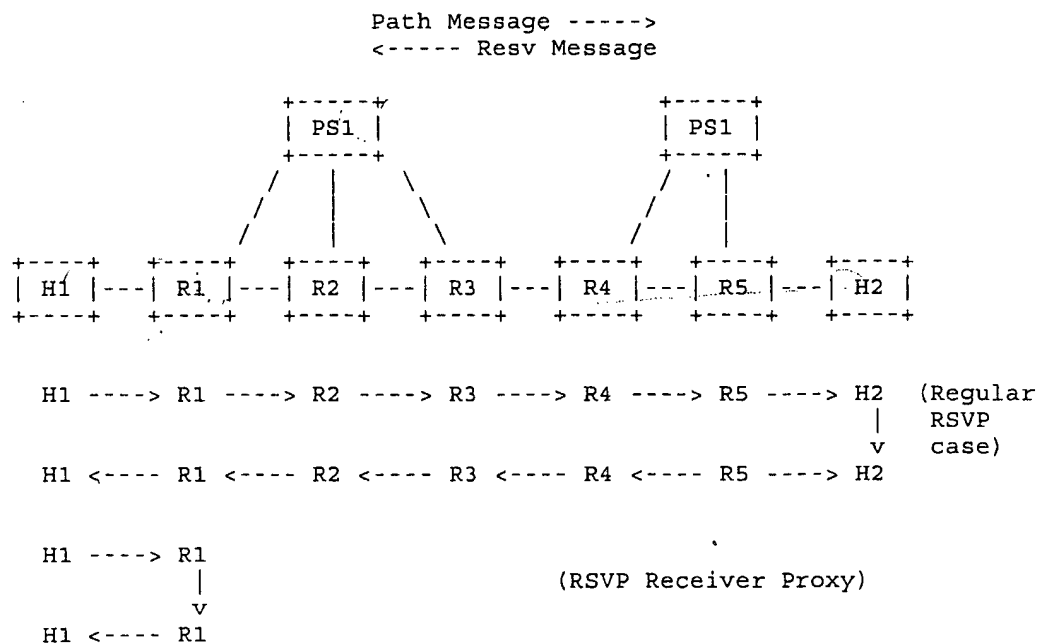 Path Message ----->
<----- Resv Message
PS1 PS1
H1 R1 R2 R3 R4 R5 H2
H1 ----> R1 ----> R2 ----> R3 ----> R4 ----> R5 ----> H2 (Regular
| RSVP
v case)
H1 <---- R1 <---- R2 <---- R3 <---- R4 <---- R5 ----> H2
H1 ----> R1
| (RSVP Receiver Proxy)
v
H1 <---- R1